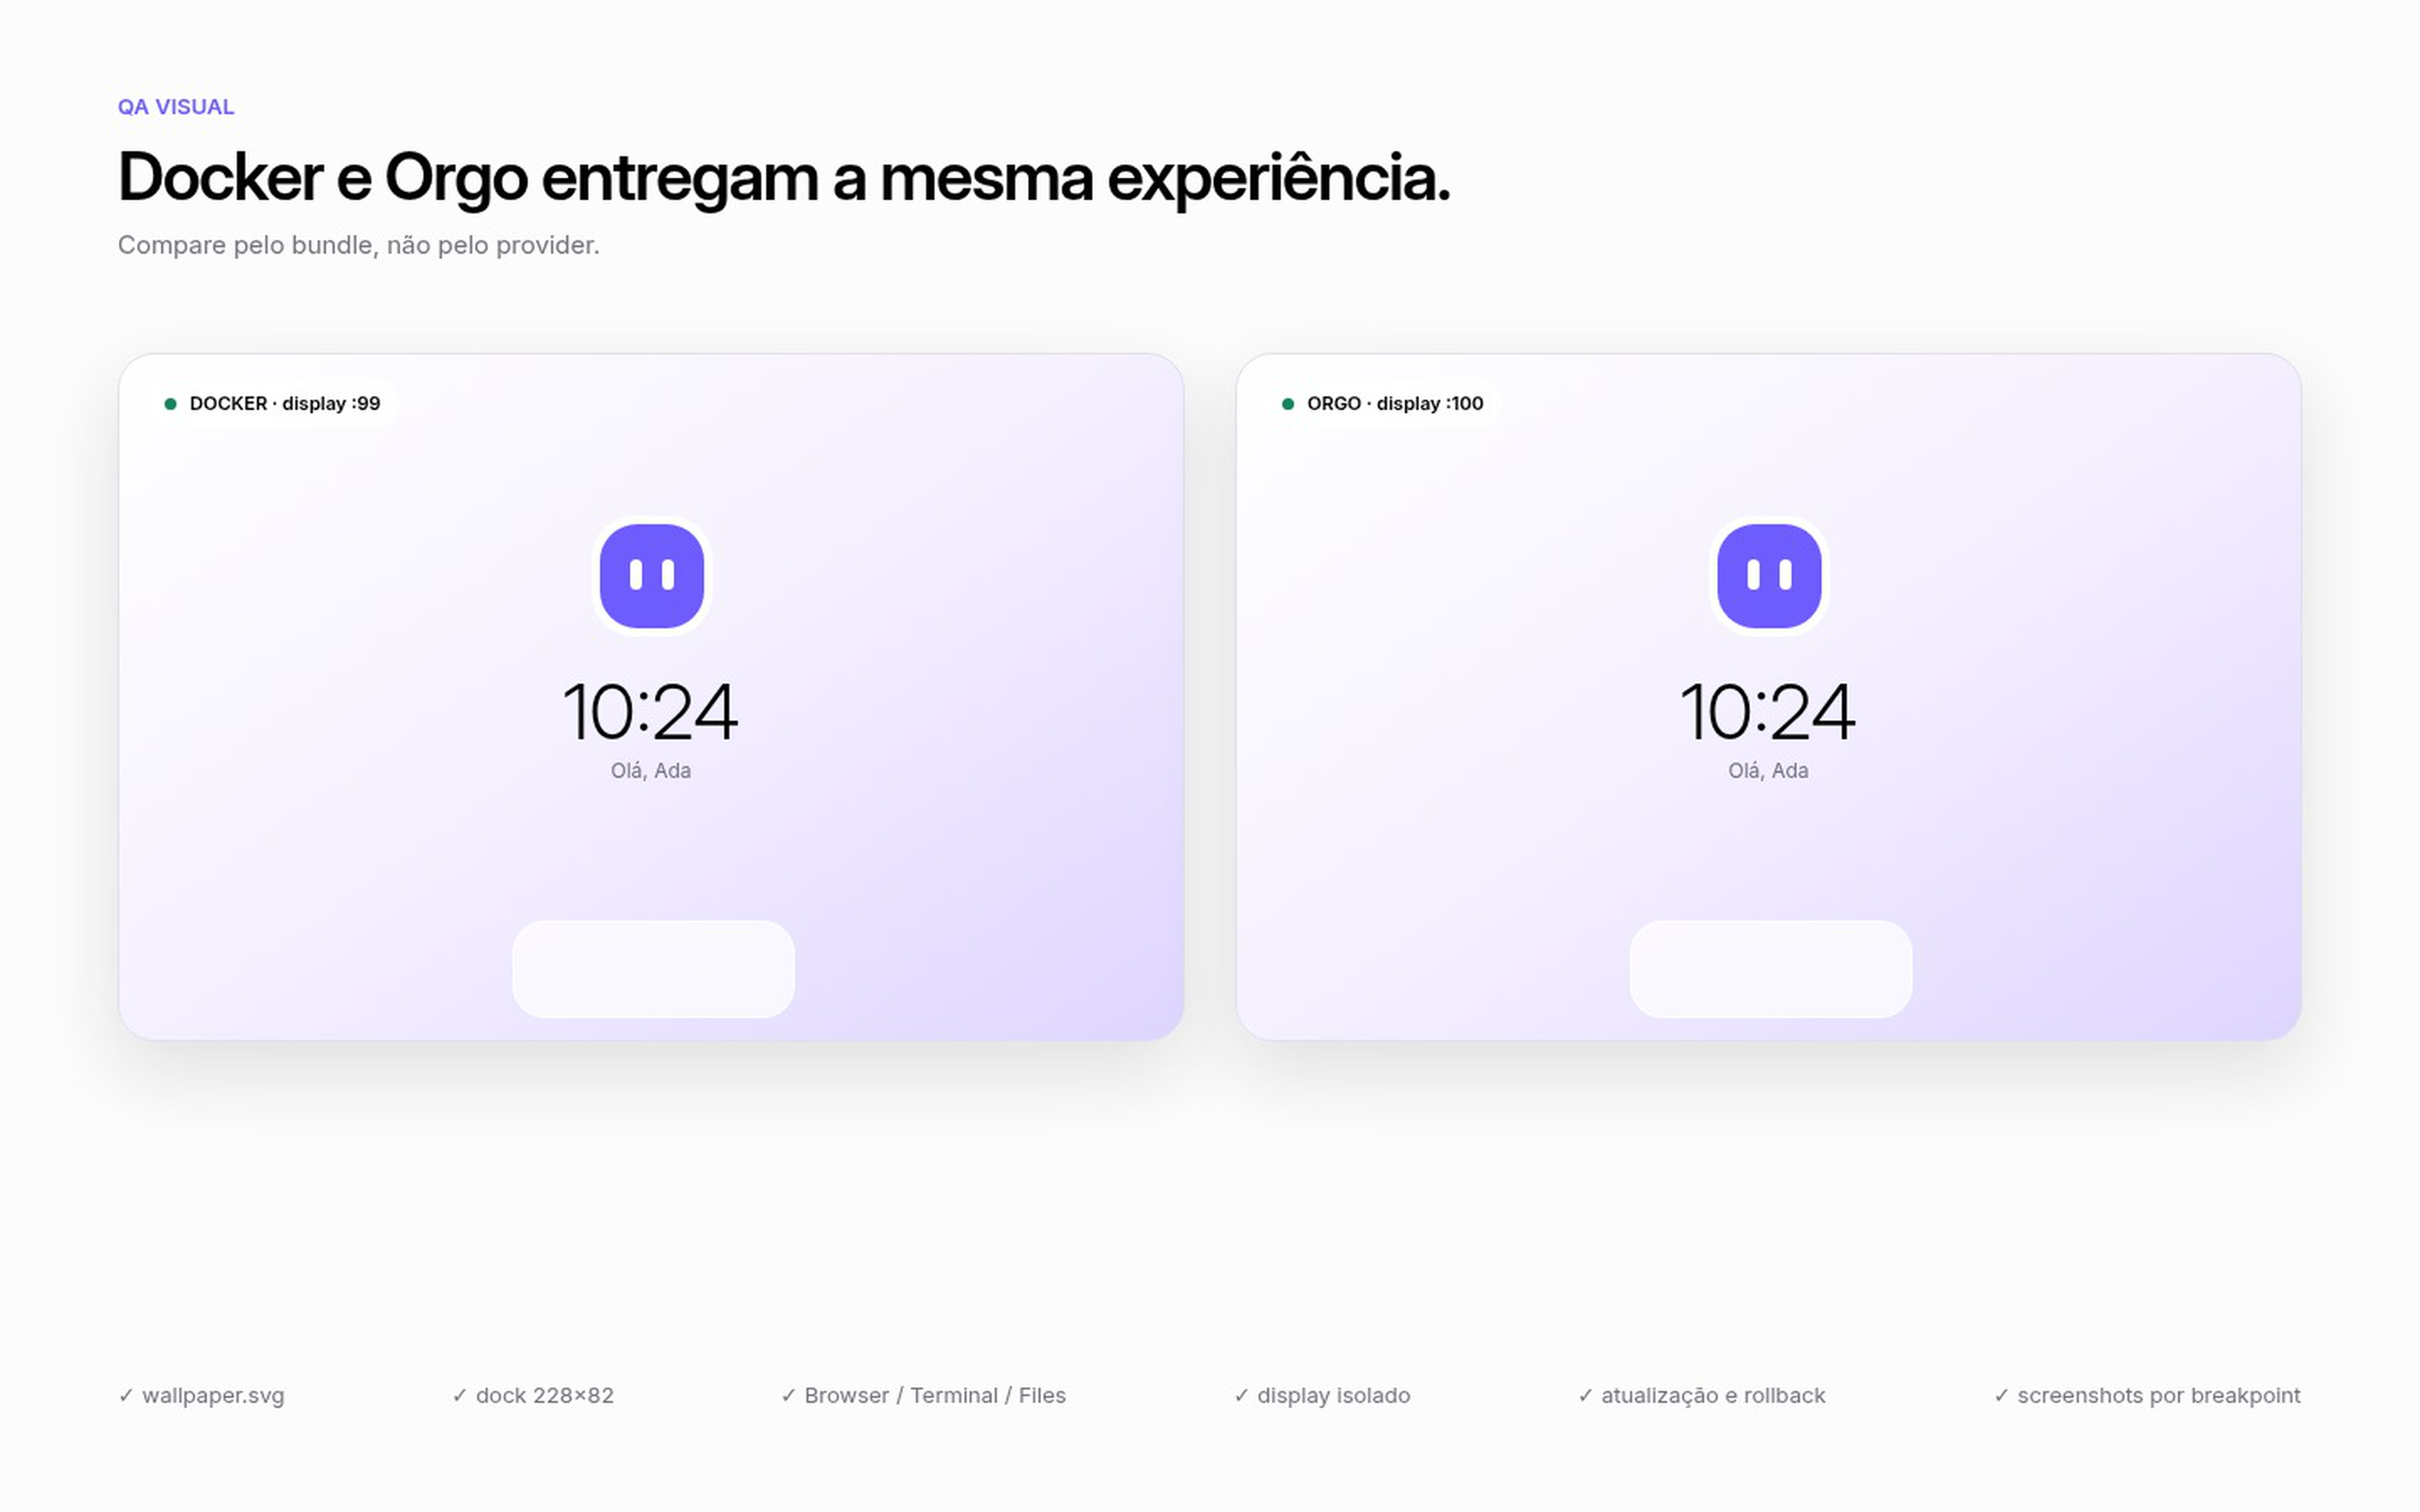 QA VISUAL
Docker e Orgo entregam a mesma experiência.
Compare pelo bundle, não pelo provider.
DOCKER · display :99
10:24
Olá, Ada
ORGO · display :100
10:24
Olá, Ada
✓ wallpaper.svg
✓ dock 228×82
✓ Browser / Terminal / Files
✓ display isolado
✓ atualização e rollback
✓ screenshots por breakpoint